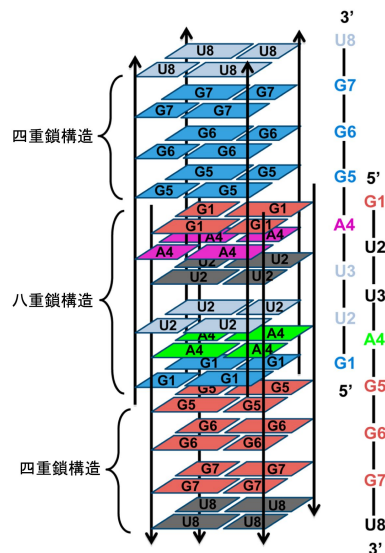 四重鎖構造
八重鎖構造
四重鎖構造
U8 U8
U8 U8
G7 G7
G7 G7
G6 G6
G6 G6
G5 G5
G5 G5
G1 G1
G1 G1
A4 A4
A4 A4
U2 U2
U2 U2
U2 U2
U2 U2
A4 A4
A4 A4
G1 G1
G1 G1
G5 G5
G5 G5
G6 G6
G6 G6
G7 G7
G7 G7
U8 U8
U8 U8
3’
U8
G7
G6
G5
A4
U3
U2
G1
5’
5’
G1
U2
U3
A4
G5
G6
G7
U8
3’